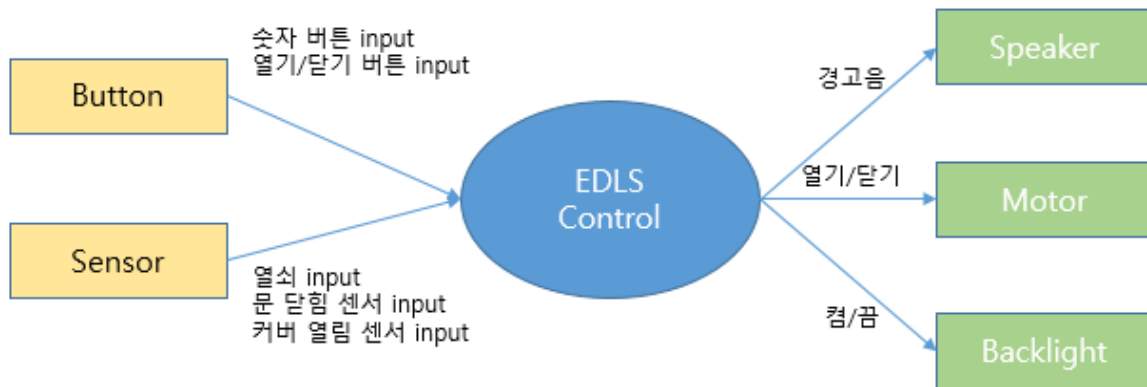 숫자 버튼 input
열기/닫기 버튼 input
Button
Sensor
열쇠 input
문 닫힘 센서 input
커버 열림 센서 input
EDLS
Control
경고음
열기/닫기
켬/끔
Speaker
Motor
Backlight